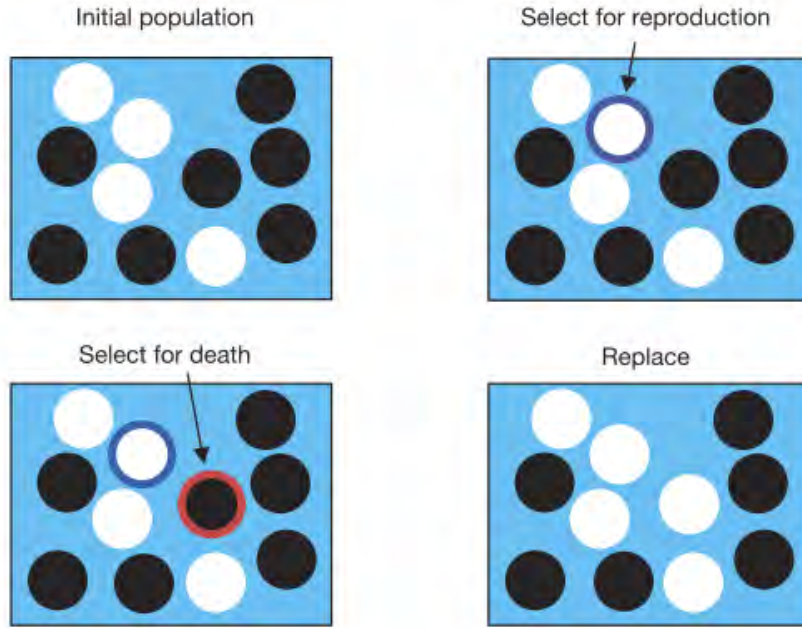 Initial population
Select for reproduction
Select for death
Replace